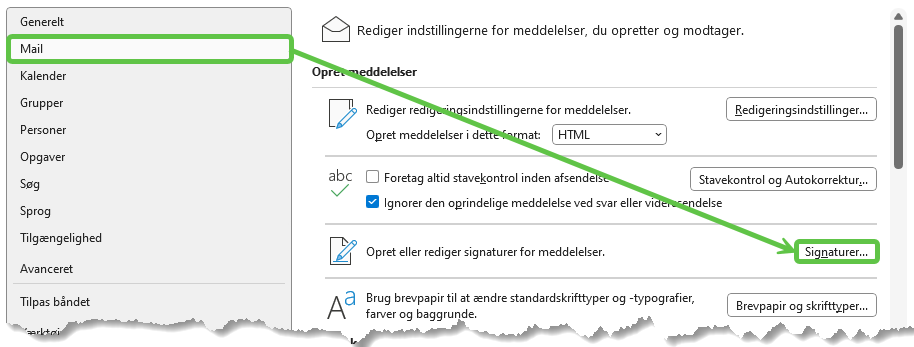 Generelt
Mail
Kalender
Grupper
Personer
Opgaver
Søg
Sprog
Tilgængelighed
Avanceret
Tilpas båndet
Rediger indstillingerne for meddelelser, du opretter og modtager.
Opret meddelelser
Rediger redigeringsindstillingerne for meddelelser.
Redigeringsindstillinger...
Opret meddelelser i dette format:
HTML
abc
Foretag altid stavekontrol inden afsendelse
Stavekontrol og Autokorrektur...
Ignorer den oprindelige meddelelse ved svar eller videresendelse
Opret eller rediger signaturer for meddelelser.
Signaturer...
Aa
Brug brevpapir til at ændre standardskrifttyper og -typografier,
farver og baggrunde.
Brevpapir og skrifttyper...